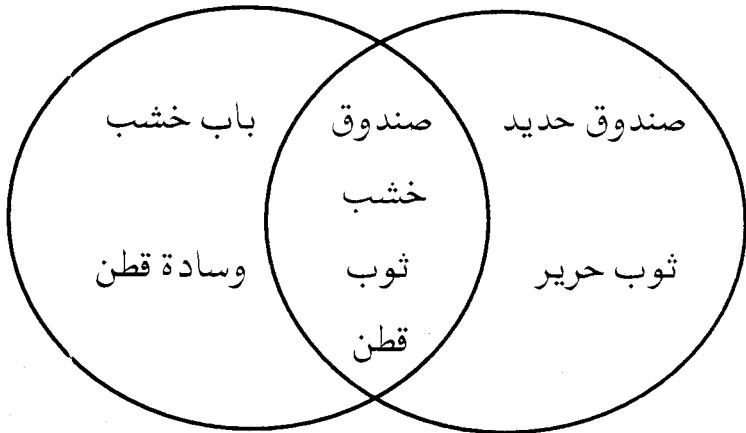 صندوق حديد
صندوق
باب خشب
خشب
ثوب حرير
ثوب
وسادة قطن
قطن